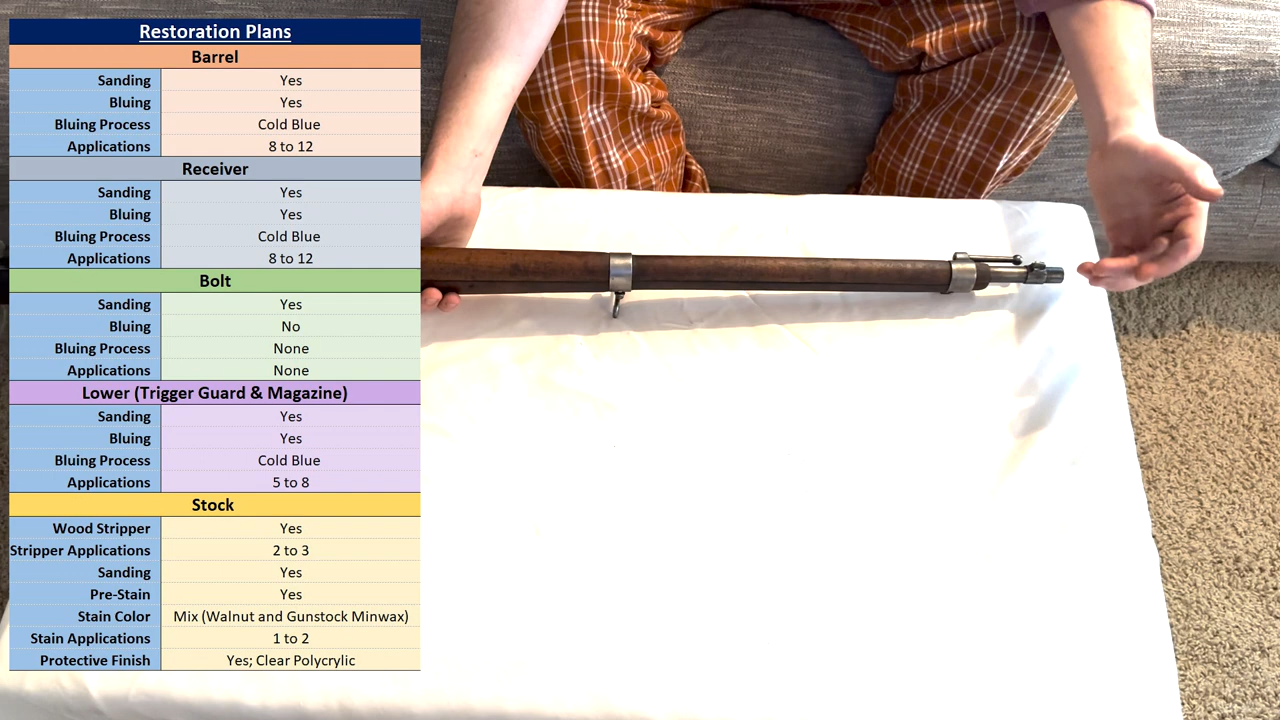 Restoration Plans
Barrel
Sanding Yes
Bluing Yes
Bluing Process Cold Blue
Applications 8 to 12
Receiver
Sanding Yes
Bluing Yes
Bluing Process Cold Blue
Applications 8 to 12
Bolt
Sanding Yes
Bluing No
Bluing Process None
Applications None
Lower (Trigger Guard & Magazine)
Sanding Yes
Bluing Yes
Bluing Process Cold Blue
Applications 5 to 8
Stock
Wood Stripper Yes
Stripper Applications 2 to 3
Sanding Yes
Pre-Stain Yes
Stain Color Mix (Walnut and Gunstock Minwax)
Stain Applications 1 to 2
Protective Finish Yes; Clear Polycrylic